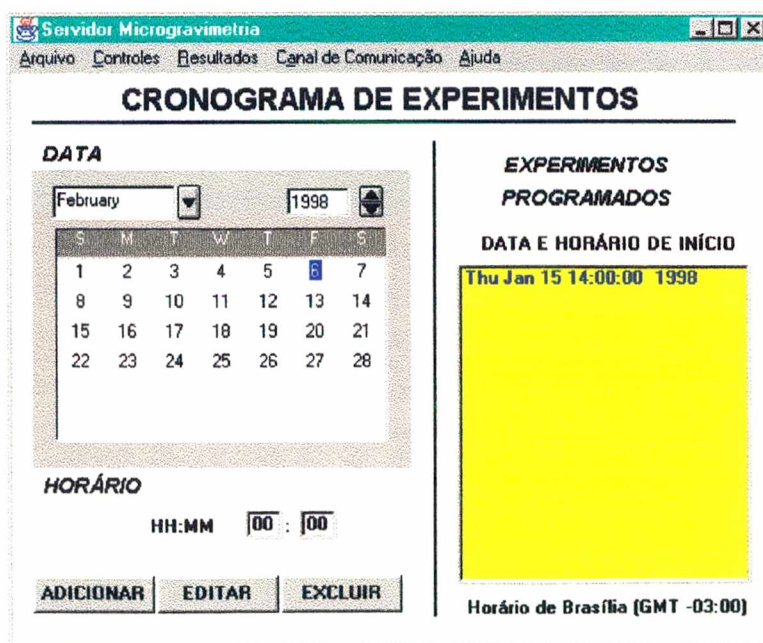 Servidor Microgravimetria
Arquivo Controles Resultados Canal de Comunicação Ajuda
CRONOGRAMA DE EXPERIMENTOS
DATA
February 1998
S M T W T F S
1 2 3 4 5 6 7
8 9 10 11 12 13 14
15 16 17 18 19 20 21
22 23 24 25 26 27 28
HORÁRIO
HH:MM 00 : 00
ADICIONAR EDITAR EXCLUIR
EXPERIMENTOS
PROGRAMADOS
DATA E HORÁRIO DE INÍCIO
Thu Jan 15 14:00:00 1998
Horário de Brasília (GMT -03:00)